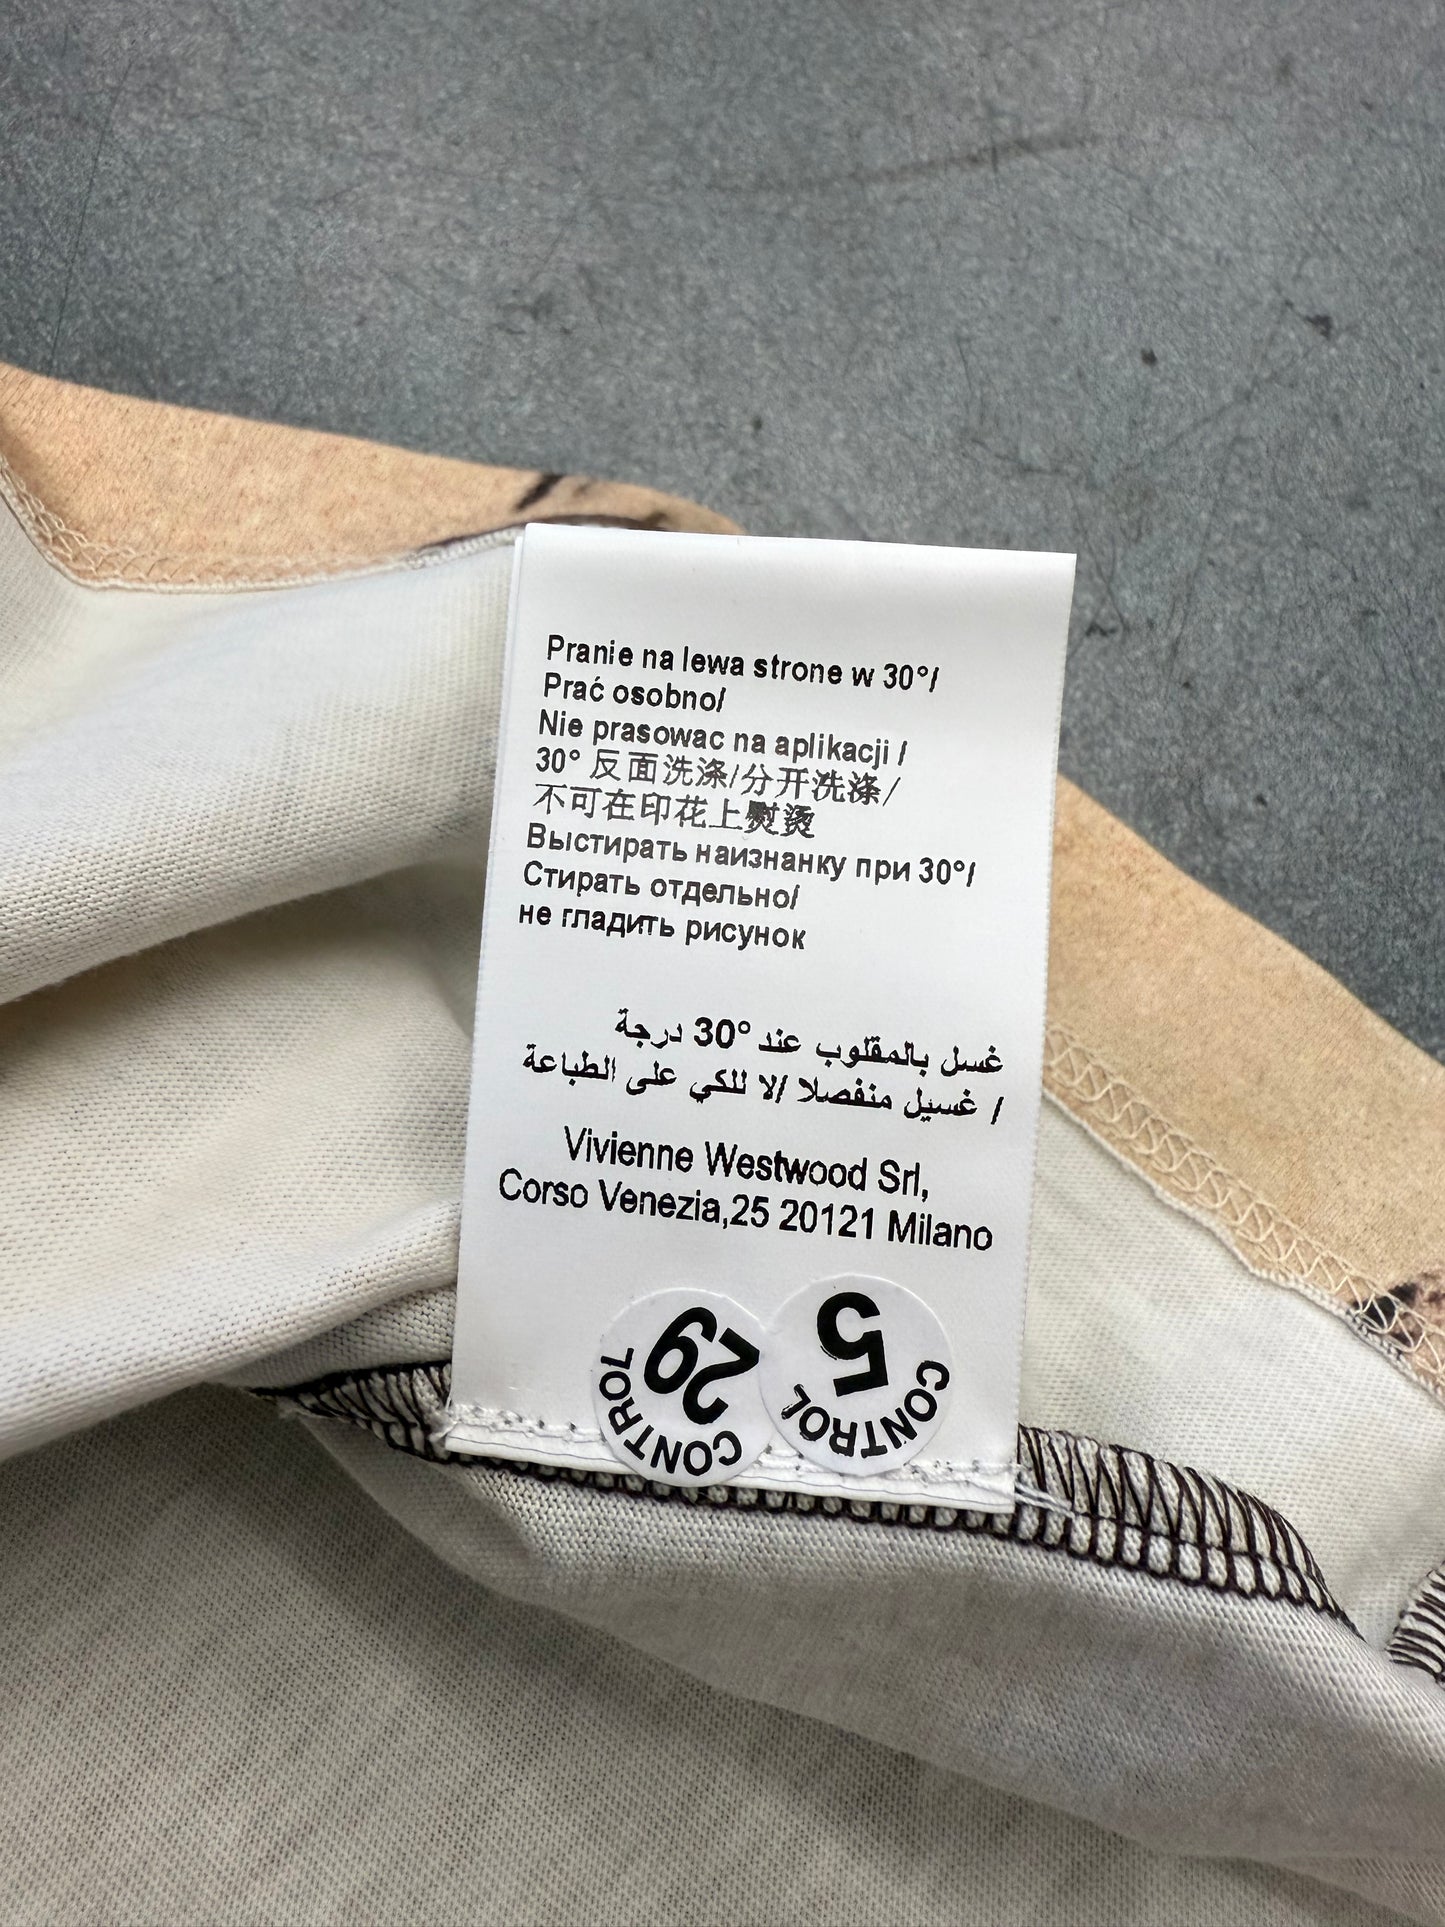 Pranie na lewa strone w 30°/
Prać osobno/
Nie prasowac na aplikacji /
30° 反面洗涤/分开洗涤/
不可在印花上熨烫
Выстирать наизнанку при 30°/
Стирать отдельно/
не гладить рисунок
غسل بالمقلوب عند °30 درجة
/ غسيل منفصلا /لا للكي على الطباعة
Vivienne Westwood Srl,
Corso Venezia,25 20121 Milano
29
CONTROL
5
CONTROL